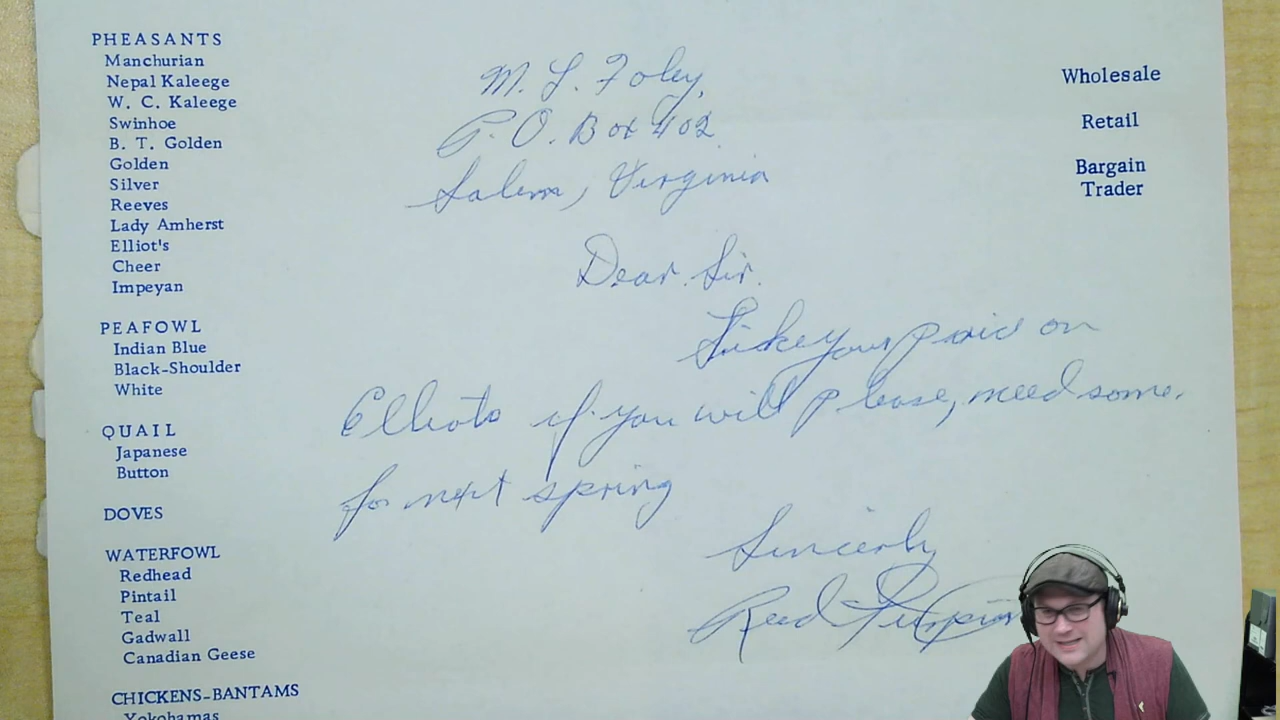 PHEASANTS
Manchurian
Nepal Kaleege
W. C. Kaleege
Swinhoe
B. T. Golden
Golden
Silver
Reeves
Lady Amherst
Elliot's
Cheer
Impeyan
PEAFOWL
Indian Blue
Black-Shoulder
White
QUAIL
Japanese
Button
DOVES
WATERFOWL
Redhead
Pintail
Teal
Gadwall
Canadian Geese
CHICKENS-BANTAMS
Yokohamas
M. L. Foley,
P. O. Box 402
Salem, Virginia
Dear Sir.
your on
Elliots if you will please, need some.
for next spring
Sincerly
Reed
Wholesale
Retail
Bargain
Trader